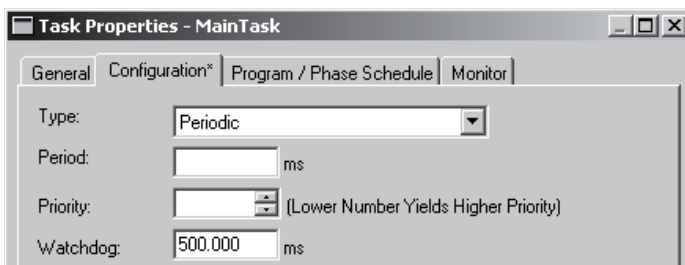 Task Properties - MainTask
General Configuration* Program / Phase Schedule Monitor
Type: Periodic
Period: ms
Priority: (Lower Number Yields Higher Priority)
Watchdog: 500.000 ms